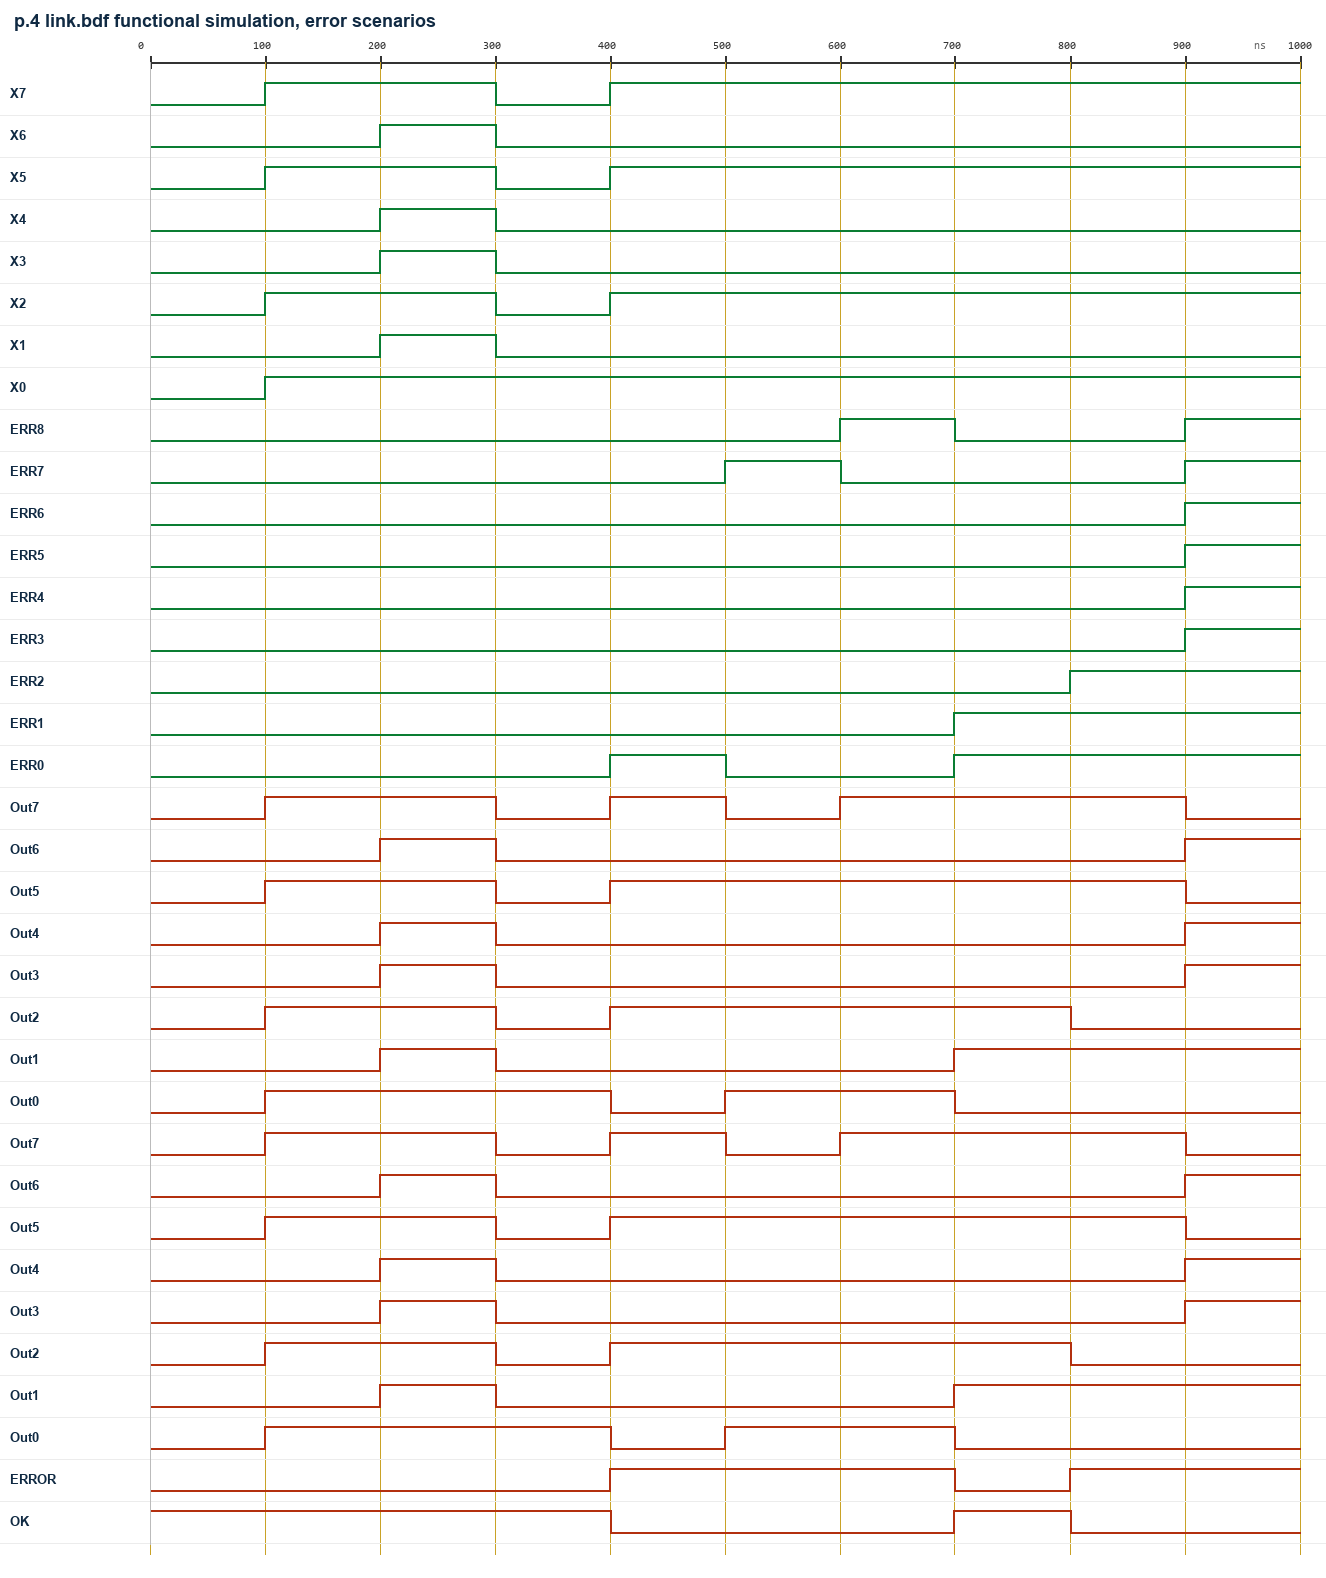 p.4 link.bdf functional simulation, error scenarios
0 100 200 300 400 500 600 700 800 900 ns 1000
X7
X6
X5
X4
X3
X2
X1
X0
ERR8
ERR7
ERR6
ERR5
ERR4
ERR3
ERR2
ERR1
ERR0
Out7
Out6
Out5
Out4
Out3
Out2
Out1
Out0
Out7
Out6
Out5
Out4
Out3
Out2
Out1
Out0
ERROR
OK